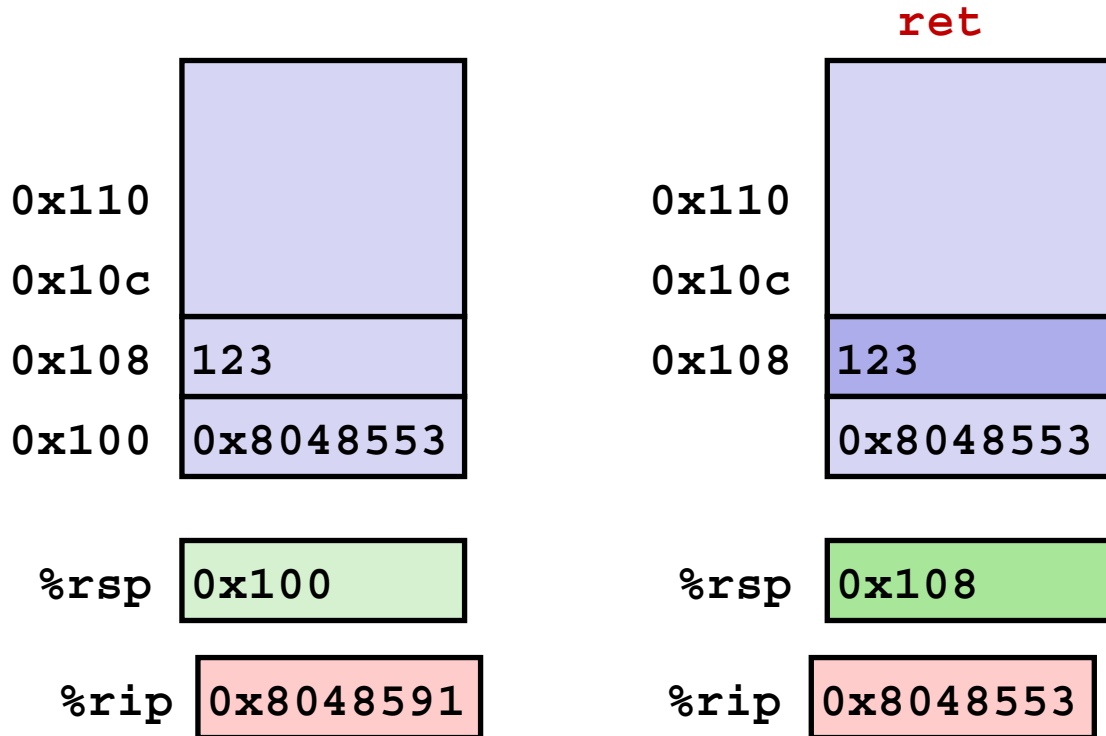 ret
0x110 0x110
0x10c 0x10c
0x108 123 0x108 123
0x100 0x8048553 0x8048553
%rsp 0x100 %rsp 0x108
%rip 0x8048591 %rip 0x8048553